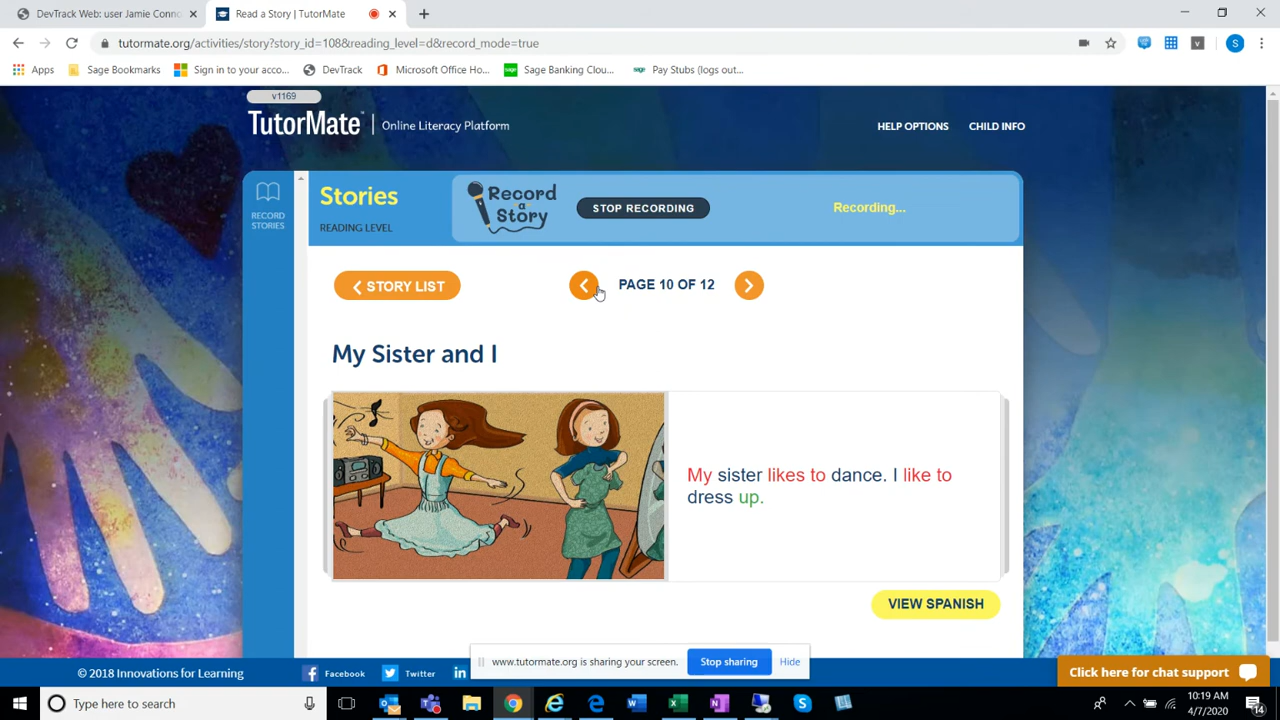 DevTrack Web: user Jamie Conno
Read a Story | TutorMate
tutormate.org/activities/story?story_id=108&reading_level=d&record_mode=true
S
Apps
Sage Bookmarks
Sign in to your acco...
DevTrack
Microsoft Office Ho...
sage
Sage Banking Clou...
sage
Pay Stubs (logs out...
v1169
TutorMate
Online Literacy Platform
HELP OPTIONS
CHILD INFO
RECORD
STORIES
Stories
READING LEVEL
Record
a
Story
STOP RECORDING
Recording...
STORY LIST
PAGE 10 OF 12
My Sister and I
My sister likes to dance. I like to
dress up.
VIEW SPANISH
www.tutormate.org is sharing your screen.
Stop sharing
Hide
© 2018 Innovations for Learning
Facebook
Twitter
in
Click here for chat support
Type here to search
10:19 AM
4/7/2020
14